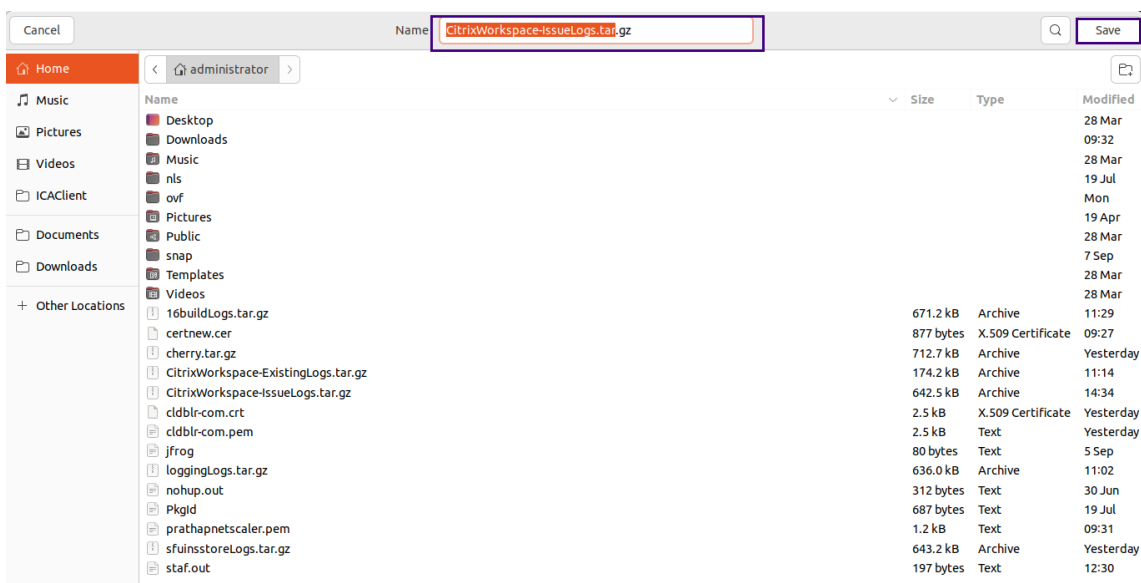 Cancel Name CitrixWorkspace-IssueLogs.tar.gz Save
Home administrator
Music Name Size Type Modified
Desktop 28 Mar
Pictures
Downloads 09:32
Music 28 Mar
Videos
nls 19 Jul
ICAClient
ovf Mon
Pictures 19 Apr
Documents Public 28 Mar
snap 7 Sep
Downloads
Templates 28 Mar
Videos 28 Mar
+ Other Locations
16buildLogs.tar.gz 671.2 kB Archive 11:29
certnew.cer 877 bytes X.509 Certificate 09:27
cherry.tar.gz 712.7 kB Archive Yesterday
CitrixWorkspace-ExistingLogs.tar.gz 174.2 kB Archive 11:14
CitrixWorkspace-IssueLogs.tar.gz 642.5 kB Archive 14:34
cldblr-com.crt 2.5 kB X.509 Certificate Yesterday
cldblr-com.pem 2.5 kB Text Yesterday
jfrog 80 bytes Text 5 Sep
loggingLogs.tar.gz 636.0 kB Archive 11:02
nohup.out 312 bytes Text 30 Jun
PkgId 687 bytes Text 19 Jul
prathapnetscaler.pem 1.2 kB Text 09:31
sfuinsstoreLogs.tar.gz 643.2 kB Archive Yesterday
staf.out 197 bytes Text 12:30